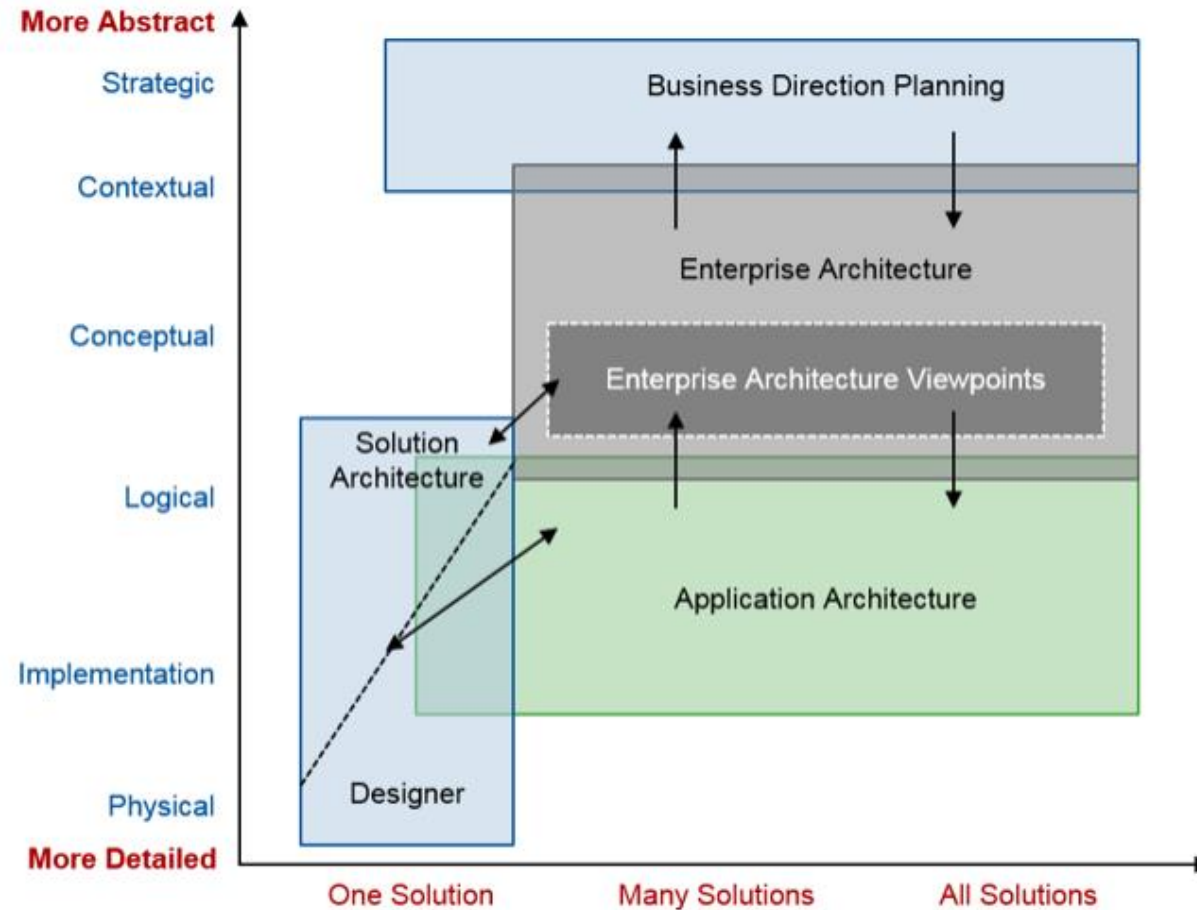 More Abstract
Strategic
Business Direction Planning
Contextual
Enterprise Architecture
Conceptual
Enterprise Architecture Viewpoints
Solution
Architecture
Logical
Application Architecture
Implementation
Designer
Physical
More Detailed
One Solution
Many Solutions
All Solutions